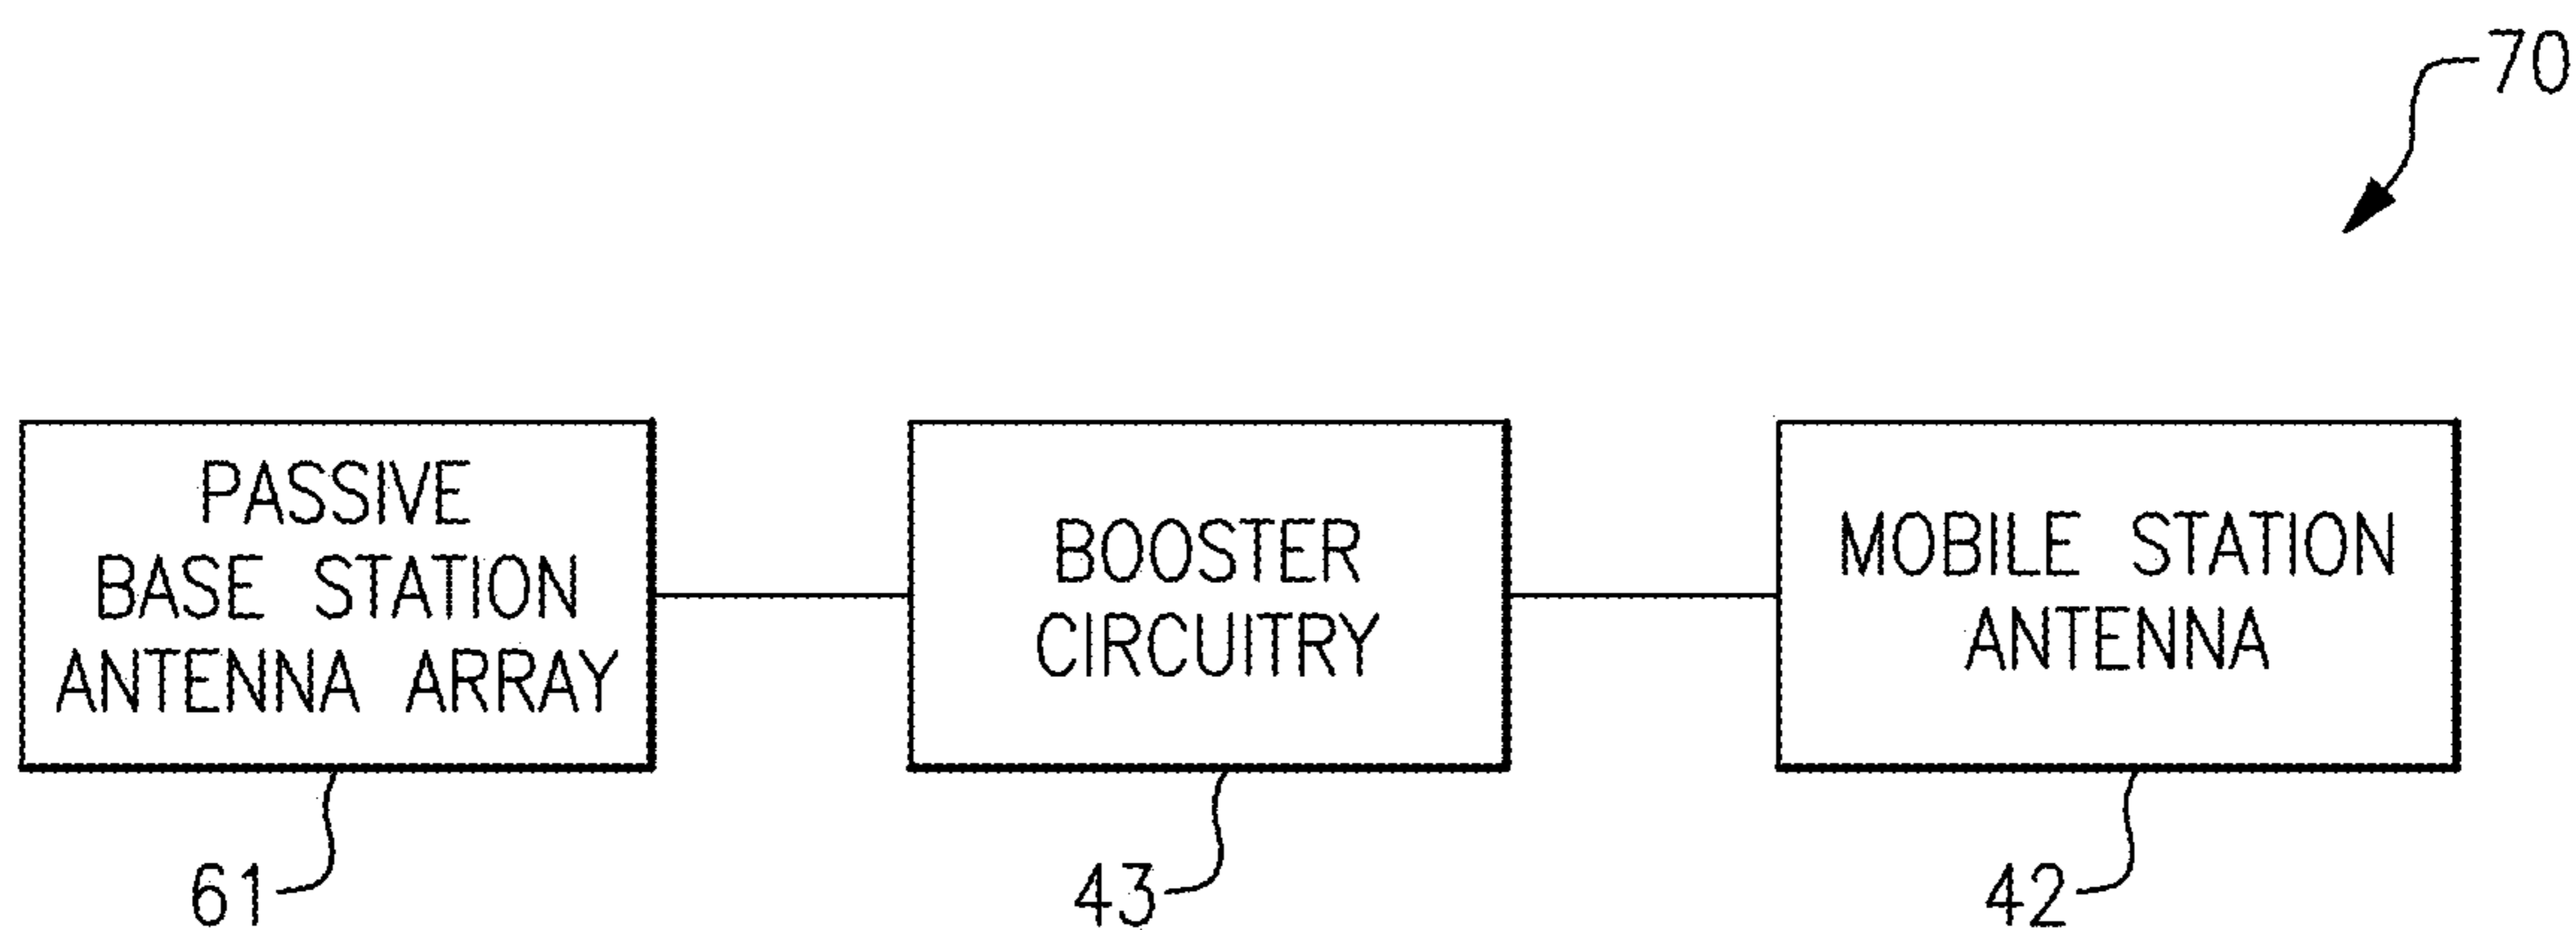 70
PASSIVE
BASE STATION
ANTENNA ARRAY
BOOSTER
CIRCUITRY
MOBILE STATION
ANTENNA
61
43
42